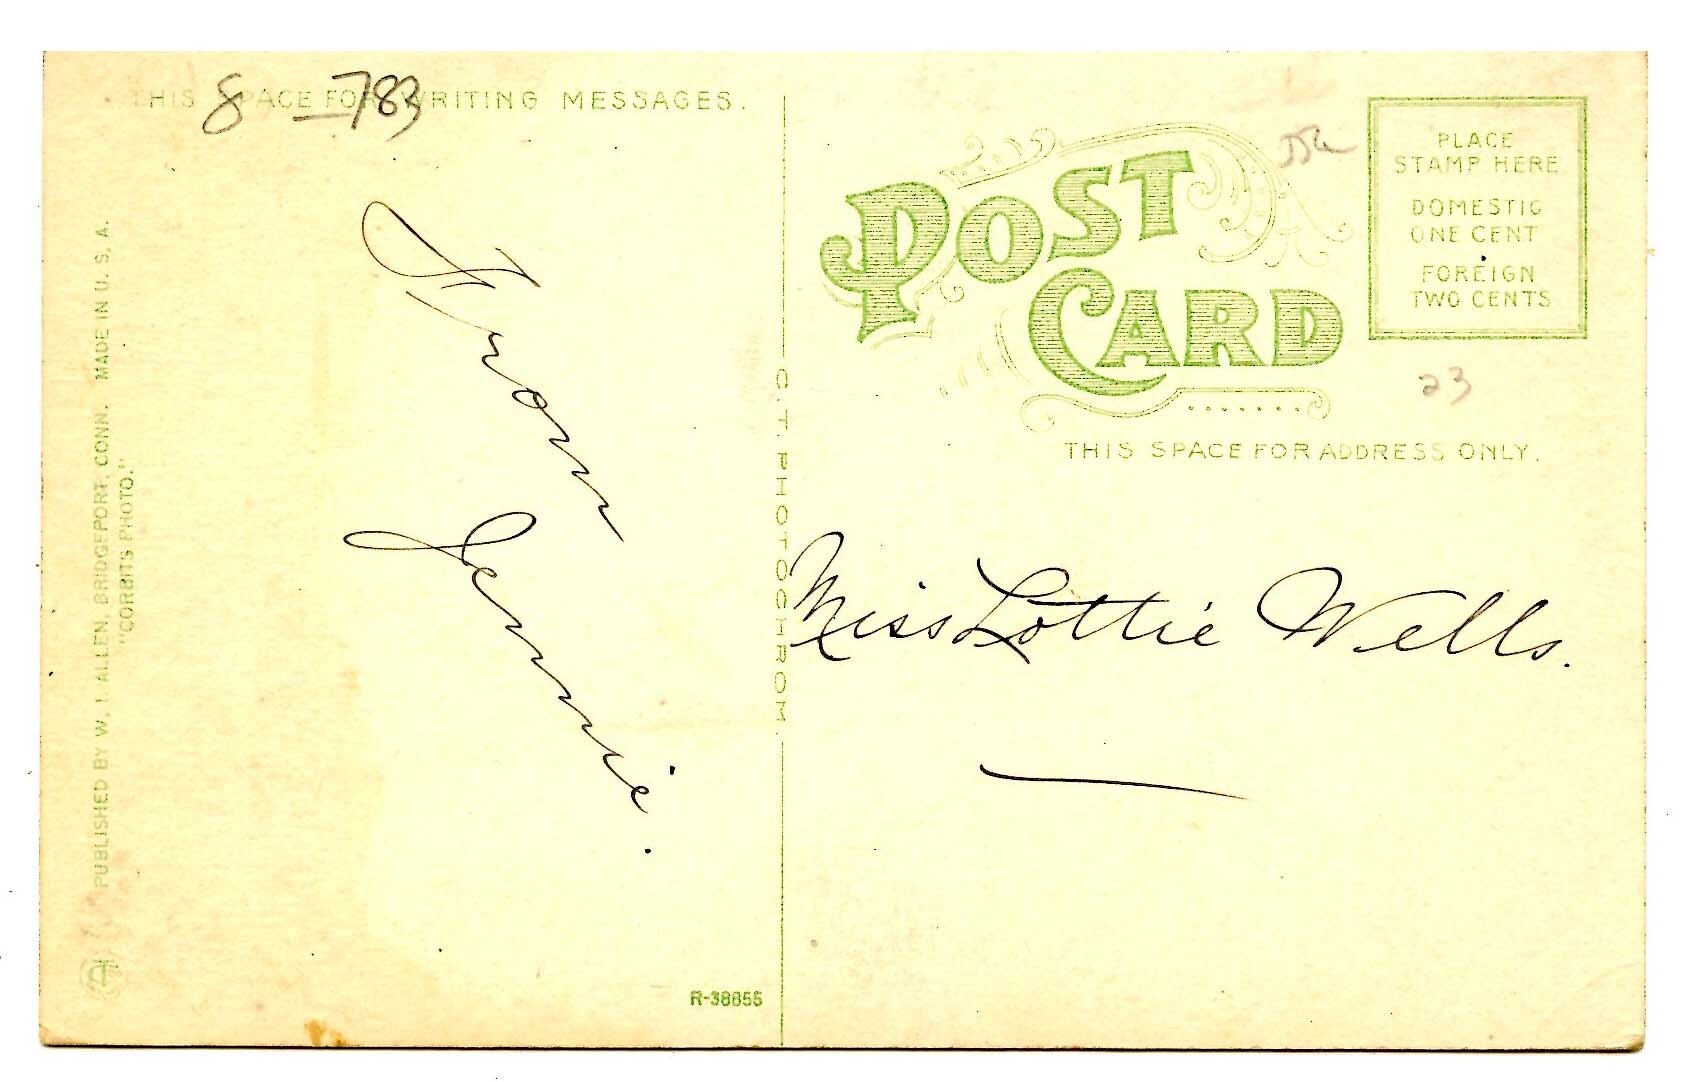 THIS SPACE FOR WRITING MESSAGES.
8 -783
From
Jennie.
PUBLISHED BY W. I. ALLEN, BRIDGEPORT, CONN. MADE IN U. S. A.
"CORBITS PHOTO."
R-38855
C. T. PHOTOCHROM
POST CARD
PLACE
STAMP HERE
DOMESTIC
ONE CENT
FOREIGN
TWO CENTS
23
THIS SPACE FOR ADDRESS ONLY.
Miss Lottie Wells.